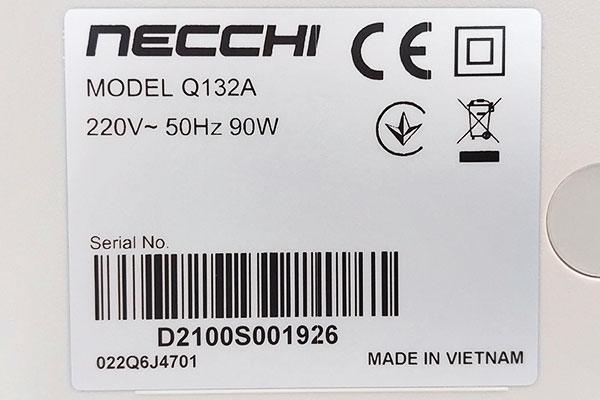 NECCHI
CE
MODEL Q132A
220V~ 50Hz 90W
Serial No.
D2100S001926
022Q6J4701
MADE IN VIETNAM